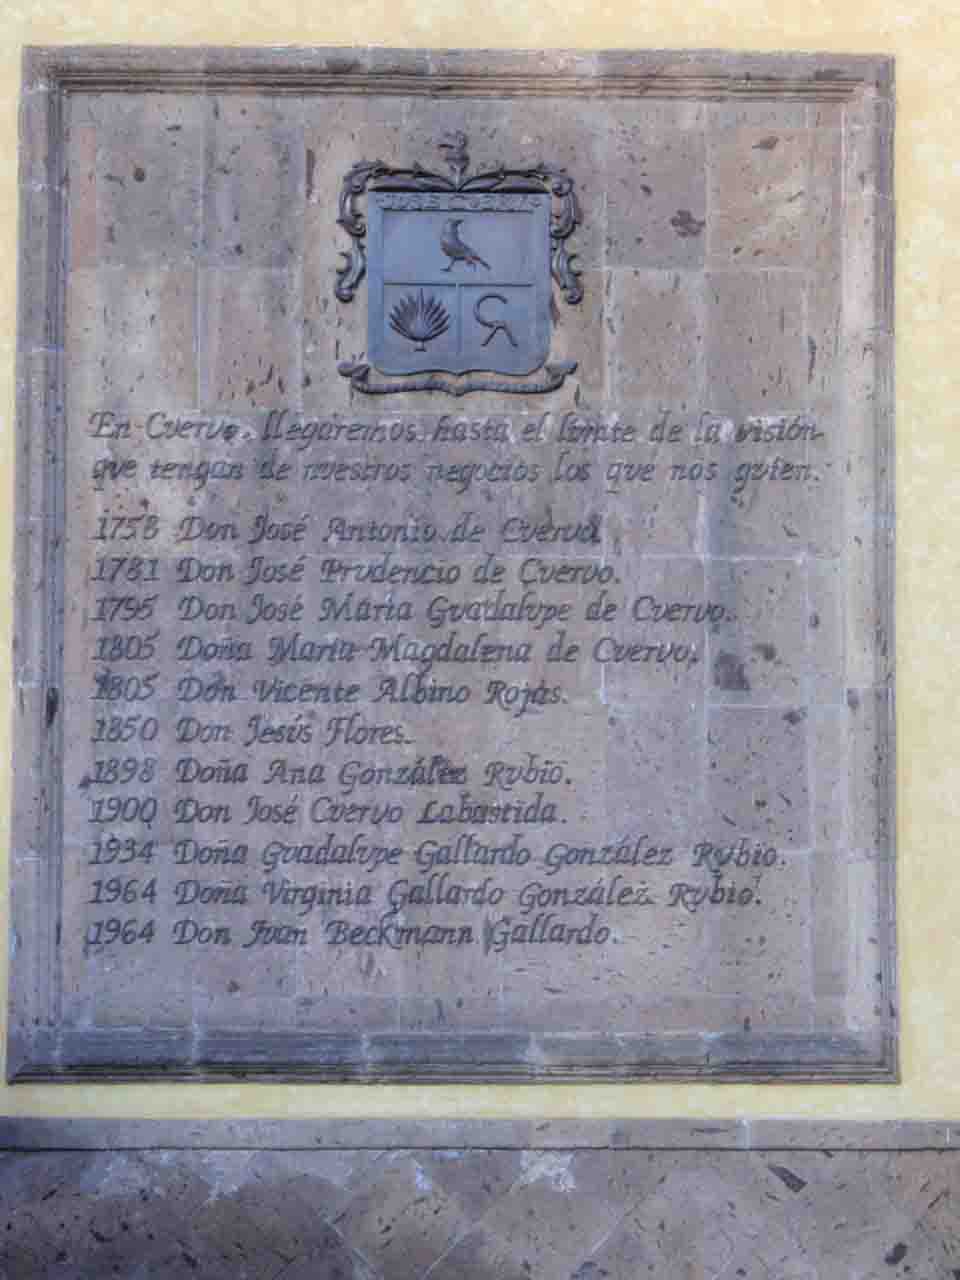 JOSE CUERVO
En Cuervo, llegaremos hasta el límite de la visión
que tengan de nuestros negocios los que nos guíen.
1758 Don José Antonio de Cuervo.
1781 Don José Prudencio de Cuervo.
1795 Don José María Guadalupe de Cuervo.
1805 Doña María Magdalena de Cuervo.
1805 Don Vicente Albino Rojas.
1850 Don Jesús Flores.
1898 Doña Ana González Rubio.
1900 Don José Cuervo Labastida.
1934 Doña Guadalupe Gallardo González Rubio.
1964 Doña Virginia Gallardo González Rubio.
1964 Don Juan Beckmann Gallardo.